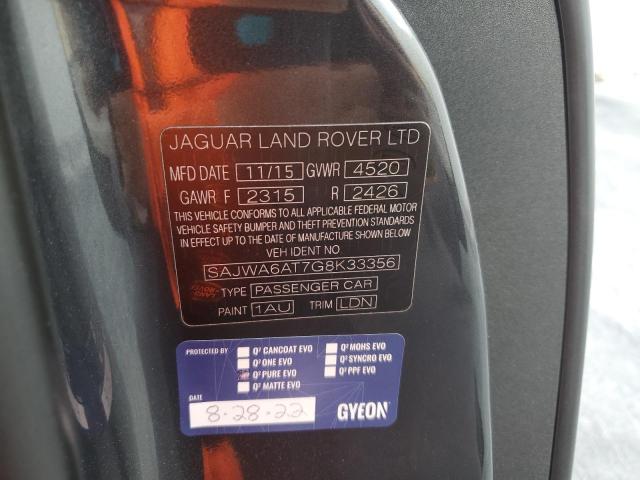 JAGUAR LAND ROVER LTD
MFD DATE 11/15 GVWR 4520
GAWR F 2315 R 2426
THIS VEHICLE CONFORMS TO ALL APPLICABLE FEDERAL MOTOR
VEHICLE SAFETY BUMPER AND THEFT PREVENTION STANDARDS
IN EFFECT UP TO THE DATE OF MANUFACTURE SHOWN BELOW.
VEH IDENT NO
SAJWA6AT7G8K33356
TYPE PASSENGER CAR
PAINT 1AU TRIM LDN
LAND ROVER
PROTECTED BY
Q² CANCOAT EVO Q² MOHS EVO
Q² ONE EVO Q² SYNCRO EVO
Q² PURE EVO Q² PPF EVO
Q² MATTE EVO
DATE
8-28-22 GYEON